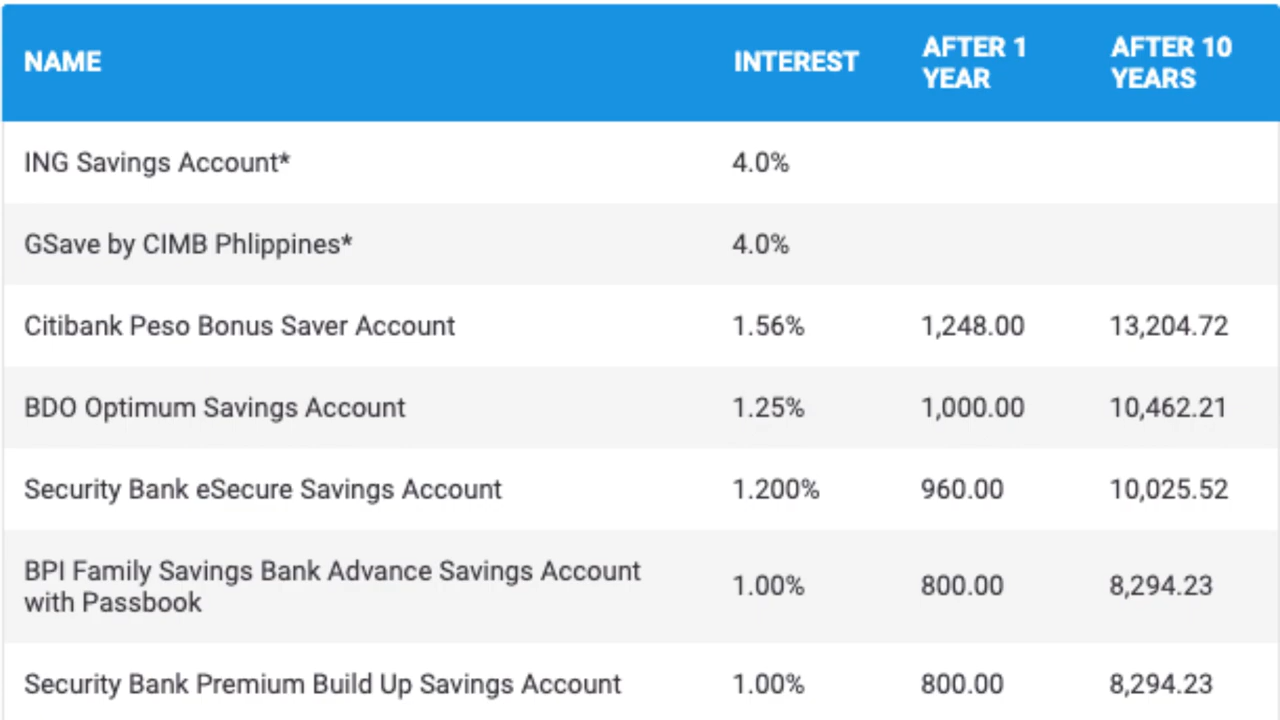 NAME INTEREST AFTER 1 YEAR AFTER 10 YEARS
ING Savings Account* 4.0%
GSave by CIMB Phlippines* 4.0%
Citibank Peso Bonus Saver Account 1.56% 1,248.00 13,204.72
BDO Optimum Savings Account 1.25% 1,000.00 10,462.21
Security Bank eSecure Savings Account 1.200% 960.00 10,025.52
BPI Family Savings Bank Advance Savings Account
with Passbook 1.00% 800.00 8,294.23
Security Bank Premium Build Up Savings Account 1.00% 800.00 8,294.23